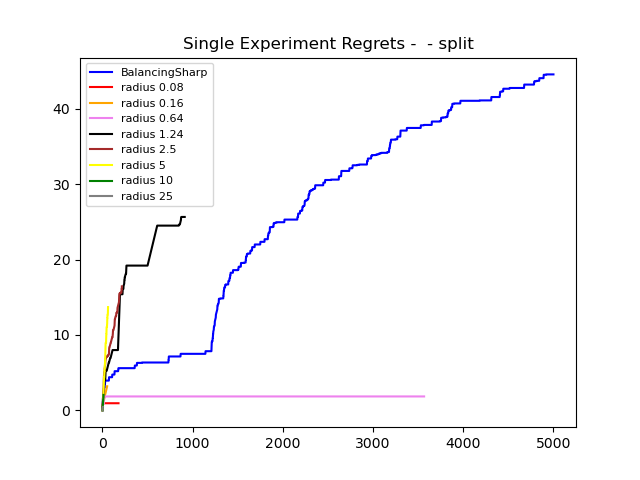 Single Experiment Regrets -  - split
BalancingSharp
radius 0.08
radius 0.16
radius 0.64
radius 1.24
radius 2.5
radius 5
radius 10
radius 25
40
30
20
10
0
0 1000 2000 3000 4000 5000